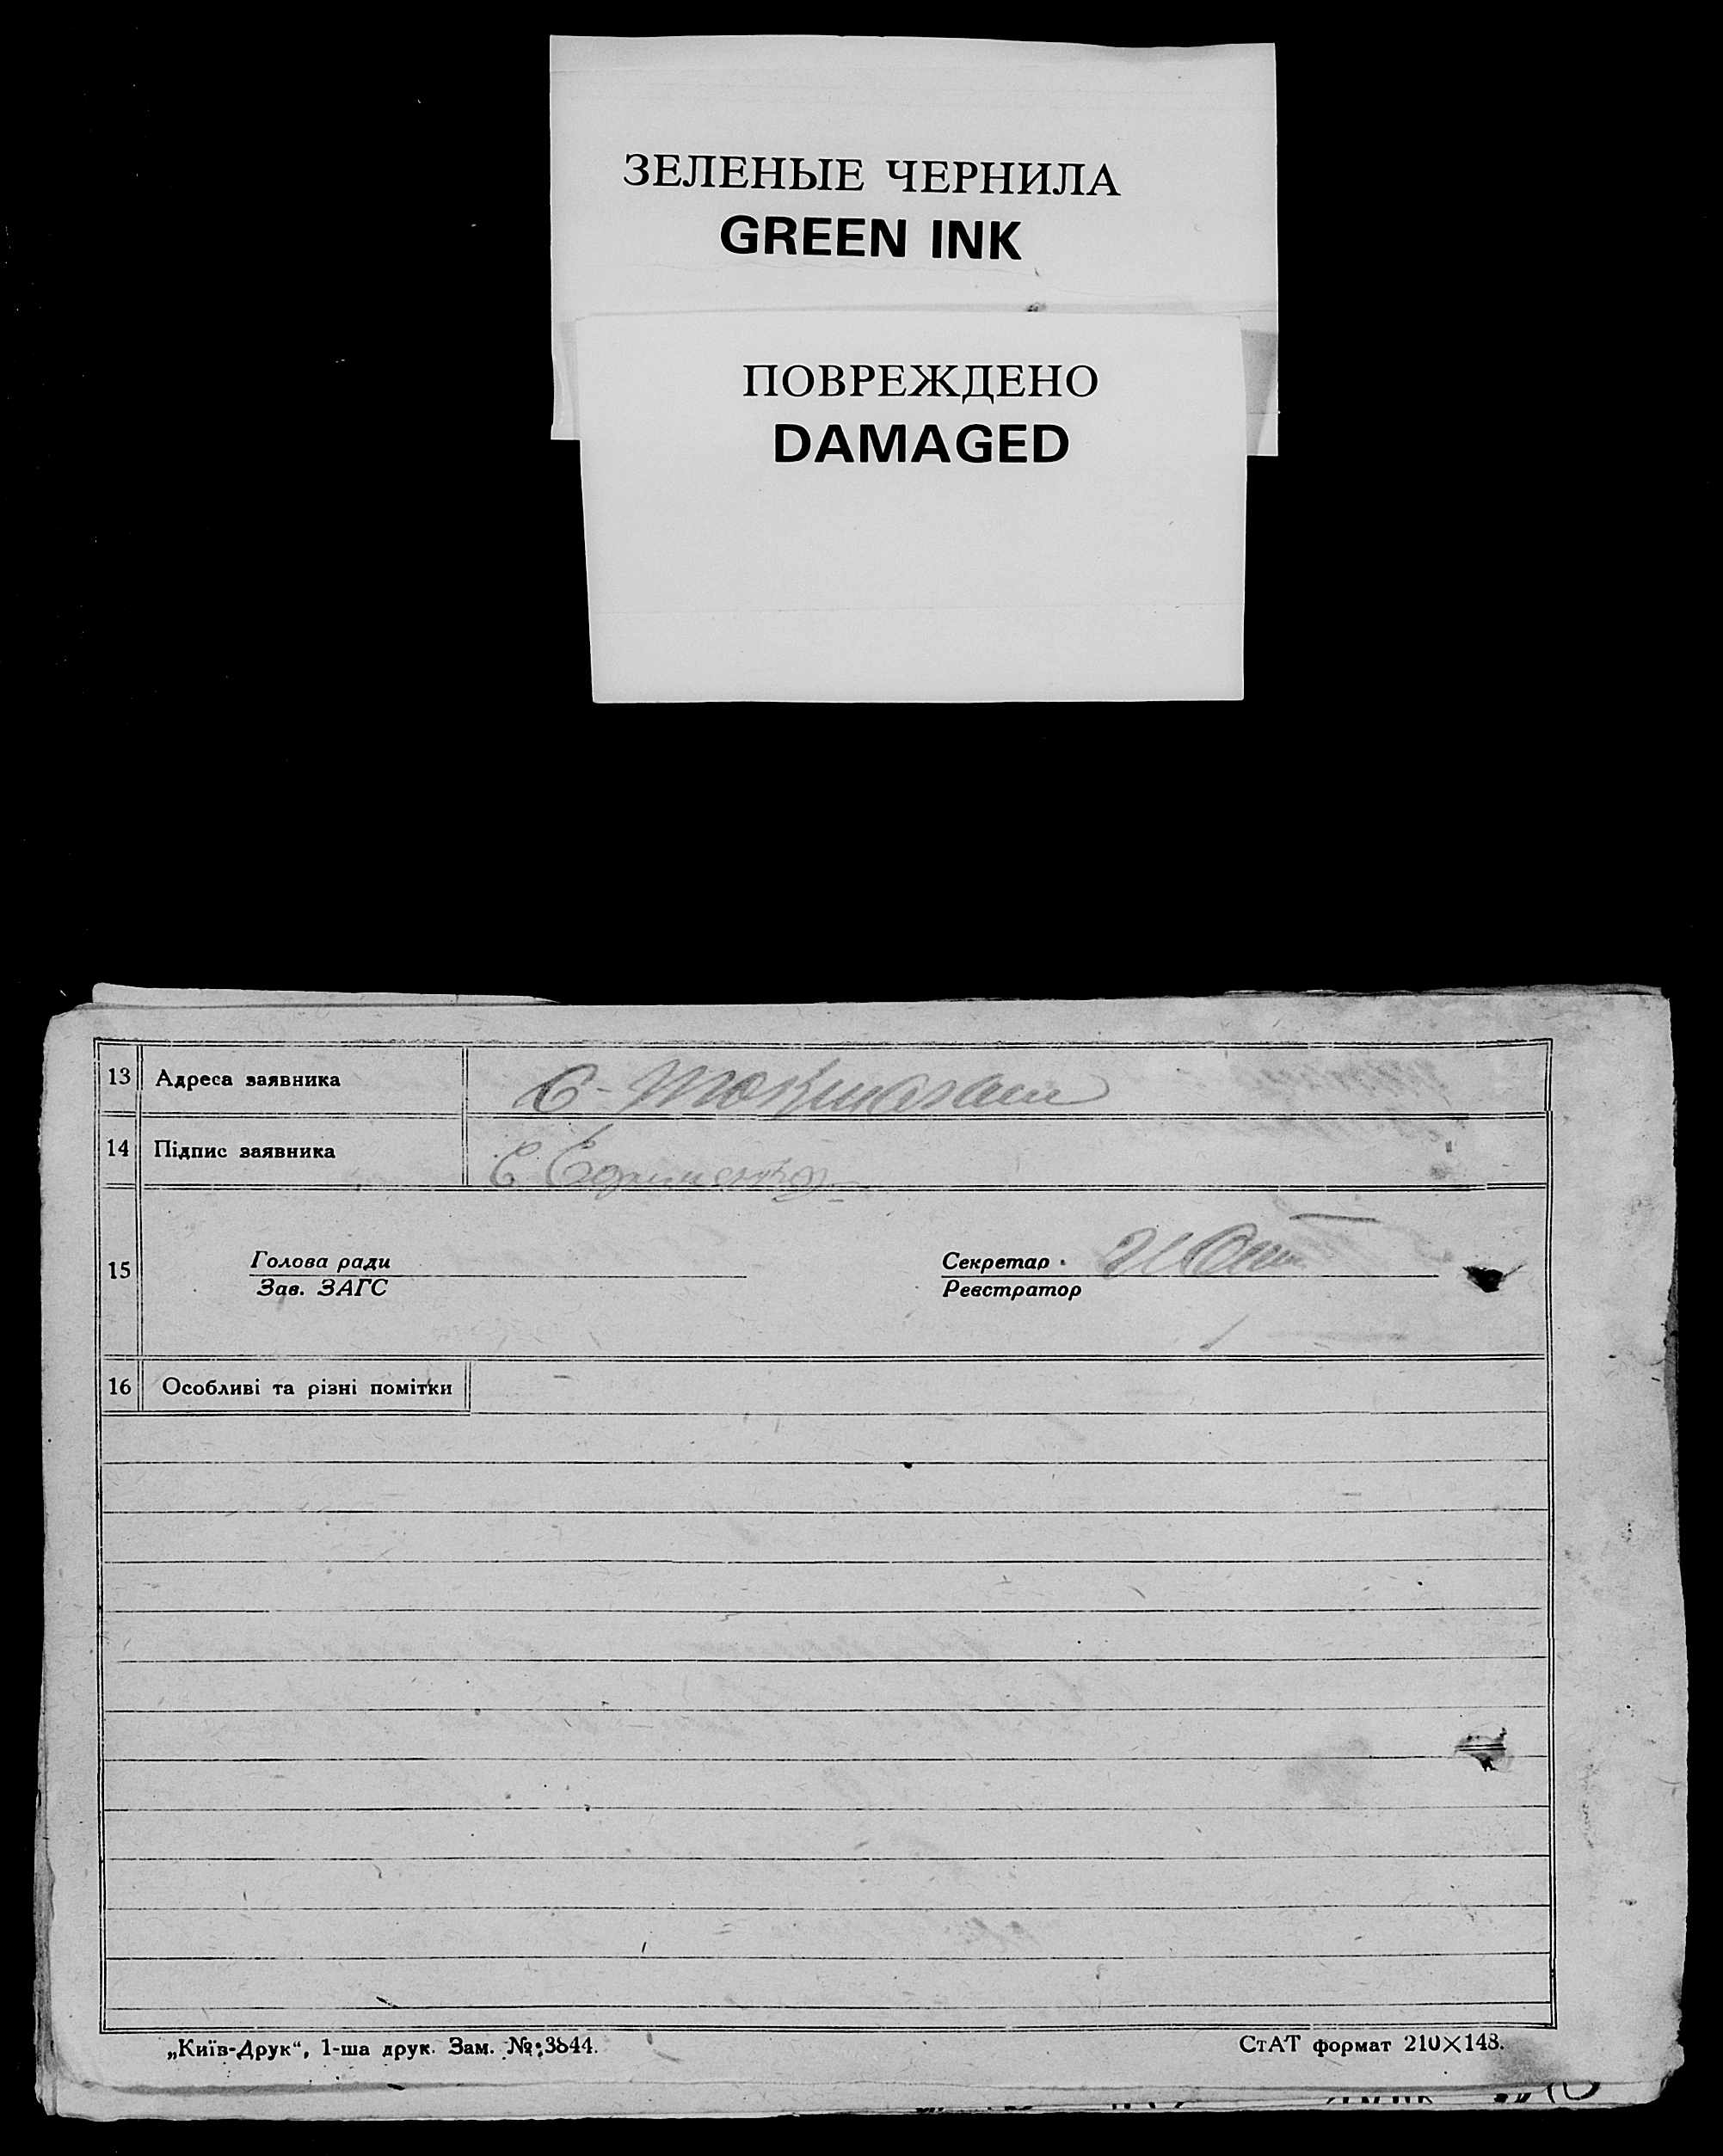 ЗЕЛЕНЫЕ ЧЕРНИЛА
GREEN INK
ПОВРЕЖДЕНО
DAMAGED
13 Адреса заявника С-
14 Підпис заявника Є
15 Голова ради Секретар
Зав. ЗАГС Реєстратор
16 Особливі та різні помітки
„Київ-Друк“, 1-ша друк. Зам. № 3844. СтАТ формат 210×148.